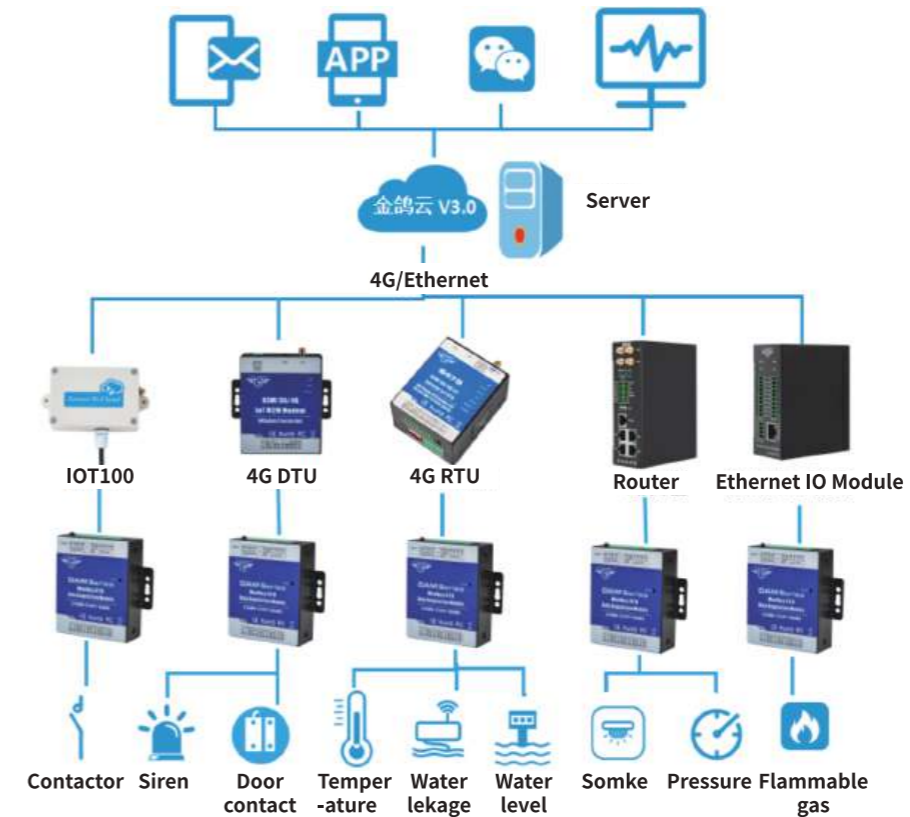 APP
金鸽云 V3.0
Server
4G/Ethernet
IOT100
4G DTU
4G RTU
Router
Ethernet IO Module
Contactor
Siren
Door
contact
Temper
-ature
Water
lekage
Water
level
Somke
Pressure
Flammable
gas